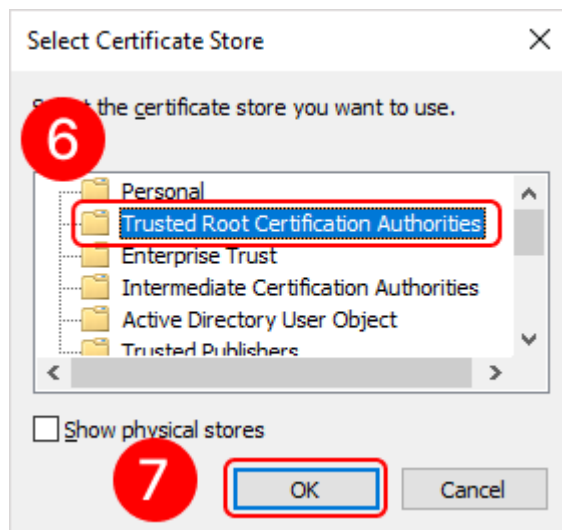 Select Certificate Store
the certificate store you want to use.
6
Personal
Trusted Root Certification Authorities
Enterprise Trust
Intermediate Certification Authorities
Active Directory User Object
Trusted Publishers
Show physical stores
7
OK
Cancel